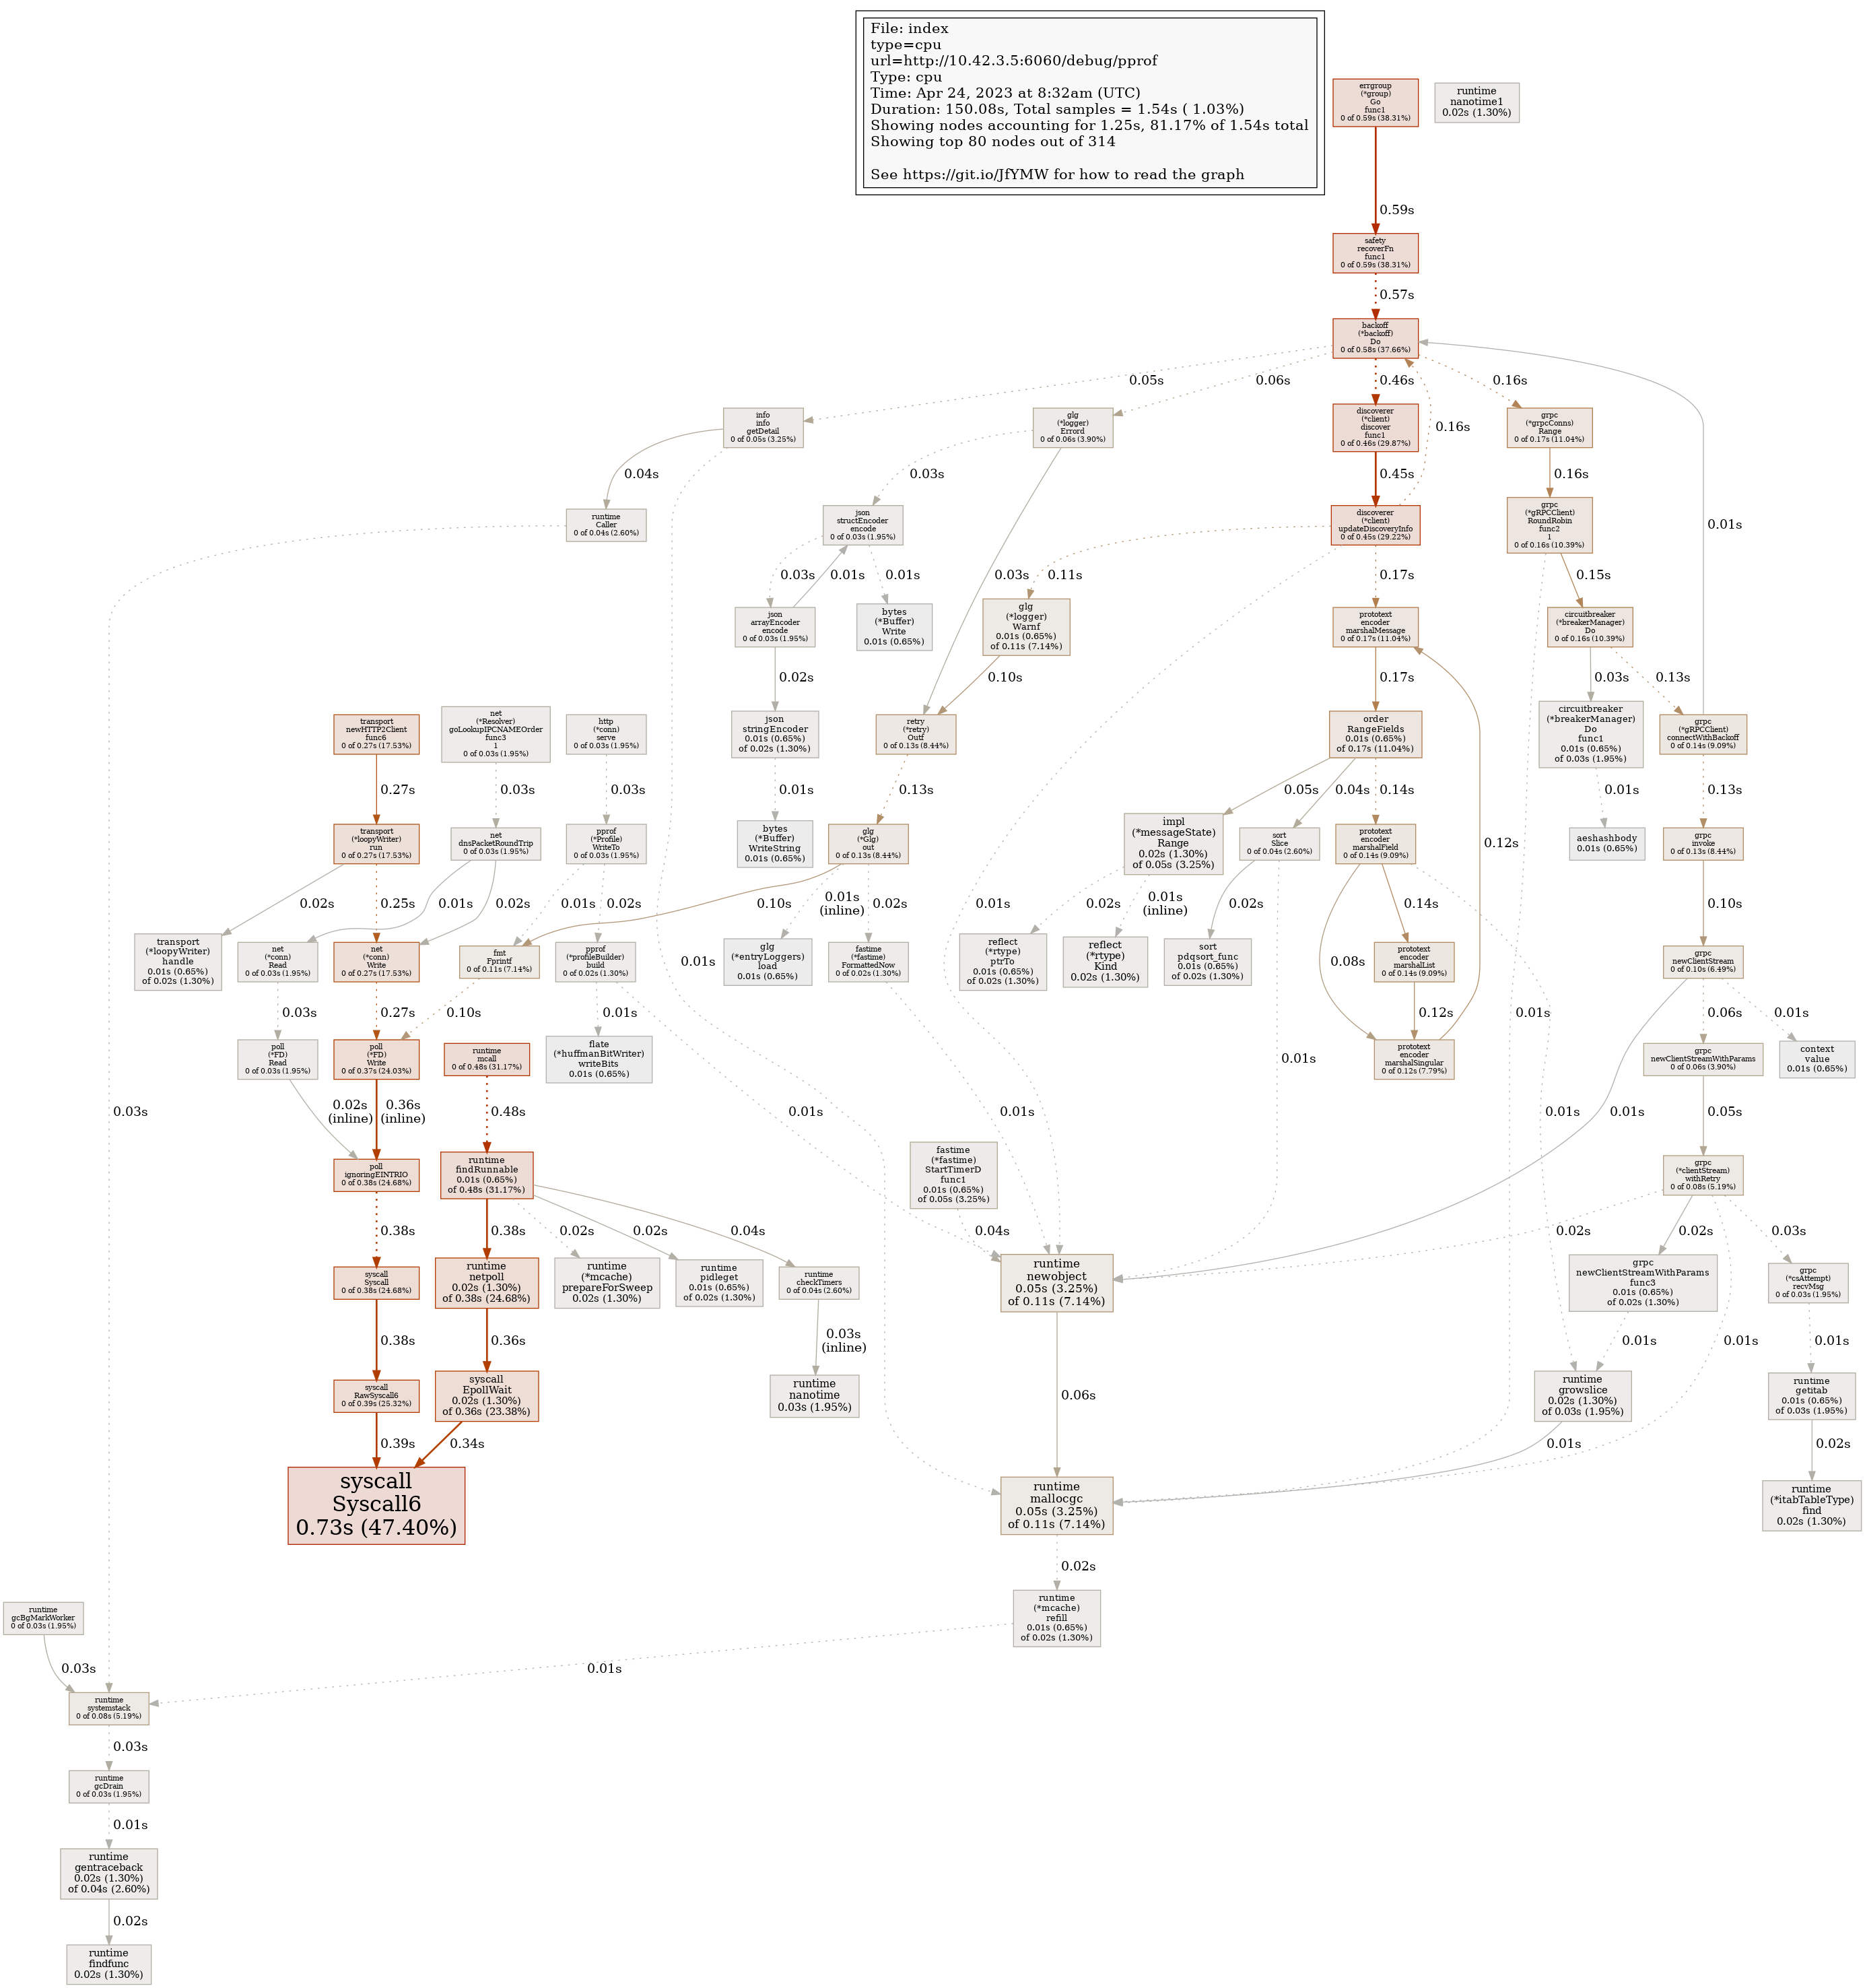 File: index
type=cpu
url=http://10.42.3.5:6060/debug/pprof
Type: cpu
Time: Apr 24, 2023 at 8:32am (UTC)
Duration: 150.08s, Total samples = 1.54s ( 1.03%)
Showing nodes accounting for 1.25s, 81.17% of 1.54s total
Showing top 80 nodes out of 314
See https://git.io/JfYMW for how to read the graph
errgroup
(*group)
Go
func1
0 of 0.59s (38.31%)
runtime
nanotime1
0.02s (1.30%)
0.59s
safety
recoverFn
func1
0 of 0.59s (38.31%)
0.57s
backoff
(*backoff)
Do
0 of 0.58s (37.66%)
0.05s
0.06s
0.46s
0.16s
info
info
getDetail
0 of 0.05s (3.25%)
glg
(*logger)
Errord
0 of 0.06s (3.90%)
discoverer
(*client)
discover
func1
0 of 0.46s (29.87%)
0.16s
grpc
(*grpcConns)
Range
0 of 0.17s (11.04%)
0.04s
0.03s
0.45s
0.16s
runtime
Caller
0 of 0.04s (2.60%)
json
structEncoder
encode
0 of 0.03s (1.95%)
discoverer
(*client)
updateDiscoveryInfo
0 of 0.45s (29.22%)
grpc
(*gRPCClient)
RoundRobin
func2
1
0 of 0.16s (10.39%)
0.01s
0.03s
0.01s
0.01s
0.03s
0.11s
0.17s
0.15s
json
arrayEncoder
encode
0 of 0.03s (1.95%)
bytes
(*Buffer)
Write
0.01s (0.65%)
glg
(*logger)
Warnf
0.01s (0.65%)
of 0.11s (7.14%)
prototext
encoder
marshalMessage
0 of 0.17s (11.04%)
circuitbreaker
(*breakerManager)
Do
0 of 0.16s (10.39%)
0.02s
0.10s
0.17s
0.03s
0.13s
transport
newHTTP2Client
func6
0 of 0.27s (17.53%)
net
(*Resolver)
goLookupIPCNAMEOrder
func3
1
0 of 0.03s (1.95%)
http
(*conn)
serve
0 of 0.03s (1.95%)
json
stringEncoder
0.01s (0.65%)
of 0.02s (1.30%)
retry
(*retry)
Outf
0 of 0.13s (8.44%)
order
RangeFields
0.01s (0.65%)
of 0.17s (11.04%)
circuitbreaker
(*breakerManager)
Do
func1
0.01s (0.65%)
of 0.03s (1.95%)
grpc
(*gRPCClient)
connectWithBackoff
0 of 0.14s (9.09%)
0.27s
0.03s
0.03s
0.01s
0.13s
0.05s
0.04s
0.14s
0.01s
0.13s
transport
(*loopyWriter)
run
0 of 0.27s (17.53%)
net
dnsPacketRoundTrip
0 of 0.03s (1.95%)
pprof
(*Profile)
WriteTo
0 of 0.03s (1.95%)
bytes
(*Buffer)
WriteString
0.01s (0.65%)
glg
(*Glg)
out
0 of 0.13s (8.44%)
impl
(*messageState)
Range
0.02s (1.30%)
of 0.05s (3.25%)
sort
Slice
0 of 0.04s (2.60%)
prototext
encoder
marshalField
0 of 0.14s (9.09%)
0.12s
aeshashbody
0.01s (0.65%)
grpc
invoke
0 of 0.13s (8.44%)
0.02s
0.25s
0.01s
0.02s
0.01s
0.02s
0.10s
0.01s
(inline)
0.02s
0.01s
0.02s
0.01s
(inline)
0.02s
0.14s
0.10s
transport
(*loopyWriter)
handle
0.01s (0.65%)
of 0.02s (1.30%)
net
(*conn)
Read
0 of 0.03s (1.95%)
net
(*conn)
Write
0 of 0.27s (17.53%)
fmt
Fprintf
0 of 0.11s (7.14%)
pprof
(*profileBuilder)
build
0 of 0.02s (1.30%)
0.01s
glg
(*entryLoggers)
load
0.01s (0.65%)
fastime
(*fastime)
FormattedNow
0 of 0.02s (1.30%)
reflect
(*rtype)
ptrTo
0.01s (0.65%)
of 0.02s (1.30%)
reflect
(*rtype)
Kind
0.02s (1.30%)
sort
pdqsort_func
0.01s (0.65%)
of 0.02s (1.30%)
0.08s
prototext
encoder
marshalList
0 of 0.14s (9.09%)
grpc
newClientStream
0 of 0.10s (6.49%)
0.03s
0.27s
0.10s
0.01s
0.12s
0.01s
0.06s
0.01s
poll
(*FD)
Read
0 of 0.03s (1.95%)
poll
(*FD)
Write
0 of 0.37s (24.03%)
runtime
mcall
0 of 0.48s (31.17%)
flate
(*huffmanBitWriter)
writeBits
0.01s (0.65%)
0.01s
prototext
encoder
marshalSingular
0 of 0.12s (7.79%)
grpc
newClientStreamWithParams
0 of 0.06s (3.90%)
context
value
0.01s (0.65%)
0.03s
0.02s
(inline)
0.36s
(inline)
0.48s
0.01s
0.01s
0.01s
0.01s
0.05s
poll
ignoringEINTRIO
0 of 0.38s (24.68%)
runtime
findRunnable
0.01s (0.65%)
of 0.48s (31.17%)
fastime
(*fastime)
StartTimerD
func1
0.01s (0.65%)
of 0.05s (3.25%)
grpc
(*clientStream)
withRetry
0 of 0.08s (5.19%)
0.38s
0.38s
0.02s
0.02s
0.04s
0.04s
0.02s
0.02s
0.03s
syscall
Syscall
0 of 0.38s (24.68%)
runtime
netpoll
0.02s (1.30%)
of 0.38s (24.68%)
runtime
(*mcache)
prepareForSweep
0.02s (1.30%)
runtime
pidleget
0.01s (0.65%)
of 0.02s (1.30%)
runtime
checkTimers
0 of 0.04s (2.60%)
runtime
newobject
0.05s (3.25%)
of 0.11s (7.14%)
grpc
newClientStreamWithParams
func3
0.01s (0.65%)
of 0.02s (1.30%)
grpc
(*csAttempt)
recvMsg
0 of 0.03s (1.95%)
0.38s
0.36s
0.03s
(inline)
0.01s
0.01s
0.01s
syscall
RawSyscall6
0 of 0.39s (25.32%)
syscall
EpollWait
0.02s (1.30%)
of 0.36s (23.38%)
runtime
nanotime
0.03s (1.95%)
0.06s
runtime
growslice
0.02s (1.30%)
of 0.03s (1.95%)
runtime
getitab
0.01s (0.65%)
of 0.03s (1.95%)
0.39s
0.34s
0.01s
0.02s
syscall
Syscall6
0.73s (47.40%)
runtime
mallocgc
0.05s (3.25%)
of 0.11s (7.14%)
runtime
(*itabTableType)
find
0.02s (1.30%)
0.02s
runtime
gcBgMarkWorker
0 of 0.03s (1.95%)
runtime
(*mcache)
refill
0.01s (0.65%)
of 0.02s (1.30%)
0.03s
0.01s
runtime
systemstack
0 of 0.08s (5.19%)
0.03s
runtime
gcDrain
0 of 0.03s (1.95%)
0.01s
runtime
gentraceback
0.02s (1.30%)
of 0.04s (2.60%)
0.02s
runtime
findfunc
0.02s (1.30%)